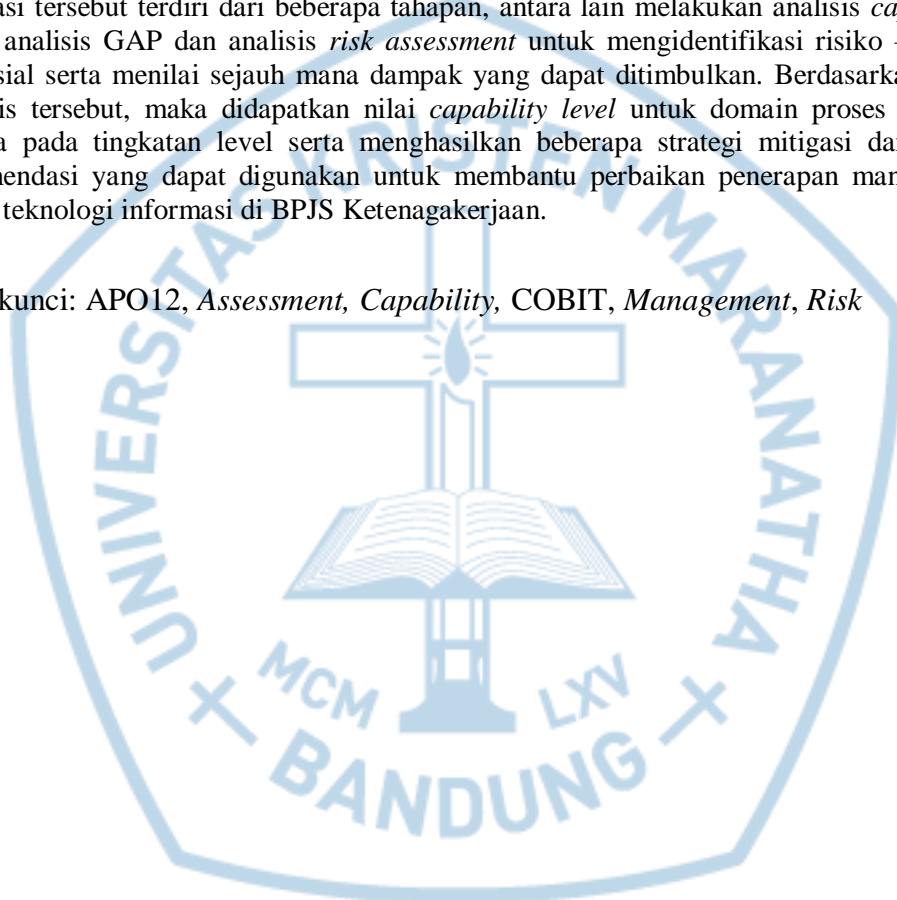 asi tersebut terdiri dari beberapa tahapan, antara lain melakukan analisis
analisis GAP dan analisis risk assessment untuk mengidentifikasi risiko –
sial serta menilai sejauh mana dampak yang dapat ditimbulkan. Berdasarka
is tersebut, maka didapatkan nilai capability level untuk domain proses
a pada tingkatan level serta menghasilkan beberapa strategi mitigasi dan
endasi yang dapat digunakan untuk membantu perbaikan penerapan man
teknologi informasi di BPJS Ketenagakerjaan.
kunci: APO12, Assessment, Capability, COBIT, Management, Risk
UNIVERSITAS KRISTEN MARANATHA
MCM LXV
BANDUNG